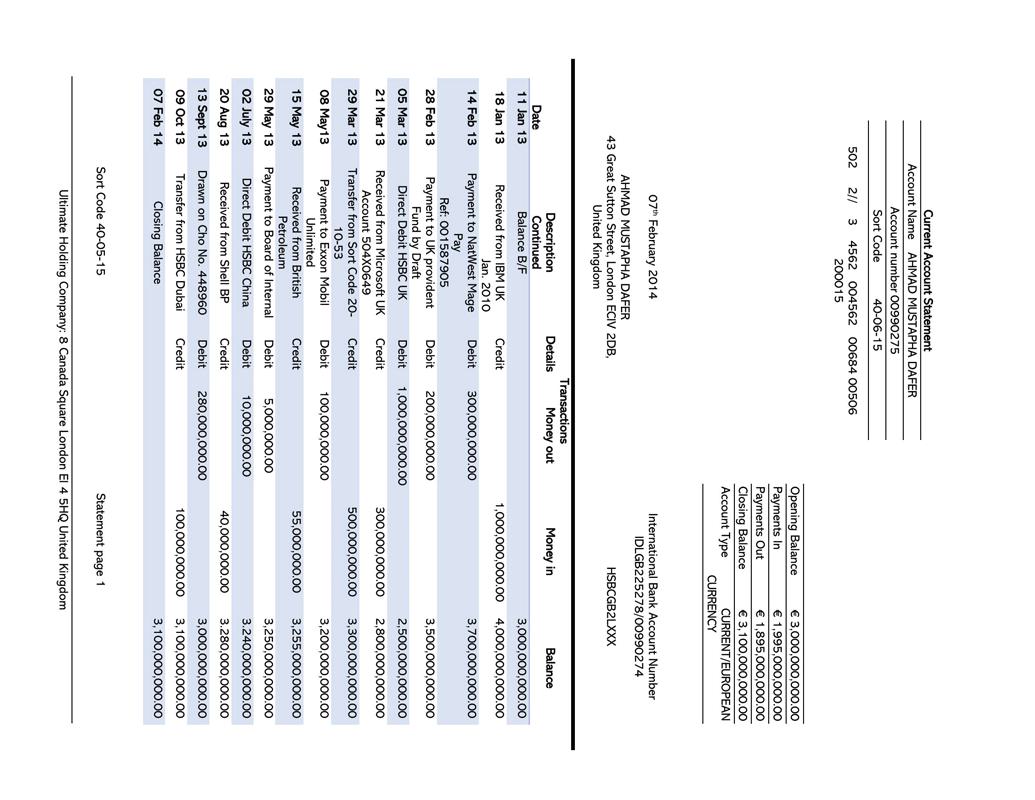 Current Account Statement
Account Name AHMAD MUSTAPHA DAFER
Account number 00990275
Sort Code 40-06-15
502 2// 3 4562 004562 00684 00506
200015
Opening Balance € 3,000,000,000.00
Payments In € 1,995,000,000.00
Payments Out € 1,895,000,000.00
Closing Balance € 3,100,000,000.00
Account Type CURRENT/EUROPEAN
CURRENCY
07th February 2014 International Bank Account Number
IDLGB225278/00990274
AHMAD MUSTAPHA DAFER
43 Great Sutton Street, London ECIV 2DB, HSBCGB2LXXX
United Kingdom
Transactions
Date Description Details Money out Money in Balance
Continued
11 Jan 13 Balance B/F 3,000,000,000.00
18 Jan 13 Received from IBM UK Credit 1,000,000,000.00 4,000,000,000.00
Jan. 2010
14 Feb 13 Payment to NatWest Mage Debit 300,000,000.00 3,700,000,000.00
Pay
Ref: 001587905
28 Feb 13 Payment to UK provident Debit 200,000,000.00 3,500,000,000.00
Fund by Draft
05 Mar 13 Direct Debit HSBC UK Debit 1,000,000,000.00 2,500,000,000.00
21 Mar 13 Received from Microsoft UK Credit 300,000,000.00 2,800,000,000.00
Account 504X0649
29 Mar 13 Transfer from Sort Code 20- Credit 500,000,000.00 3,300,000,000.00
10-53
08 May13 Payment to Exxon Mobil Debit 100,000,000.00 3,200,000,000.00
Unlimited
15 May 13 Received from British Credit 55,000,000.00 3,255,000,000.00
Petroleum
29 May 13 Payment to Board of Internal Debit 5,000,000.00 3,250,000,000.00
02 July 13 Direct Debit HSBC China Debit 10,000,000.00 3,240,000,000.00
20 Aug 13 Received from Shell BP Credit 40,000,000.00 3,280,000,000.00
13 Sept 13 Drawn on Cho No. 448960 Debit 280,000,000.00 3,000,000,000.00
09 Oct 13 Transfer from HSBC Dubai Credit 100,000,000.00 3,100,000,000.00
07 Feb 14 Closing Balance 3,100,000,000.00
Sort Code 40-05-15 Statement page 1
Ultimate Holding Company: 8 Canada Square London EI 4 5HQ United Kingdom